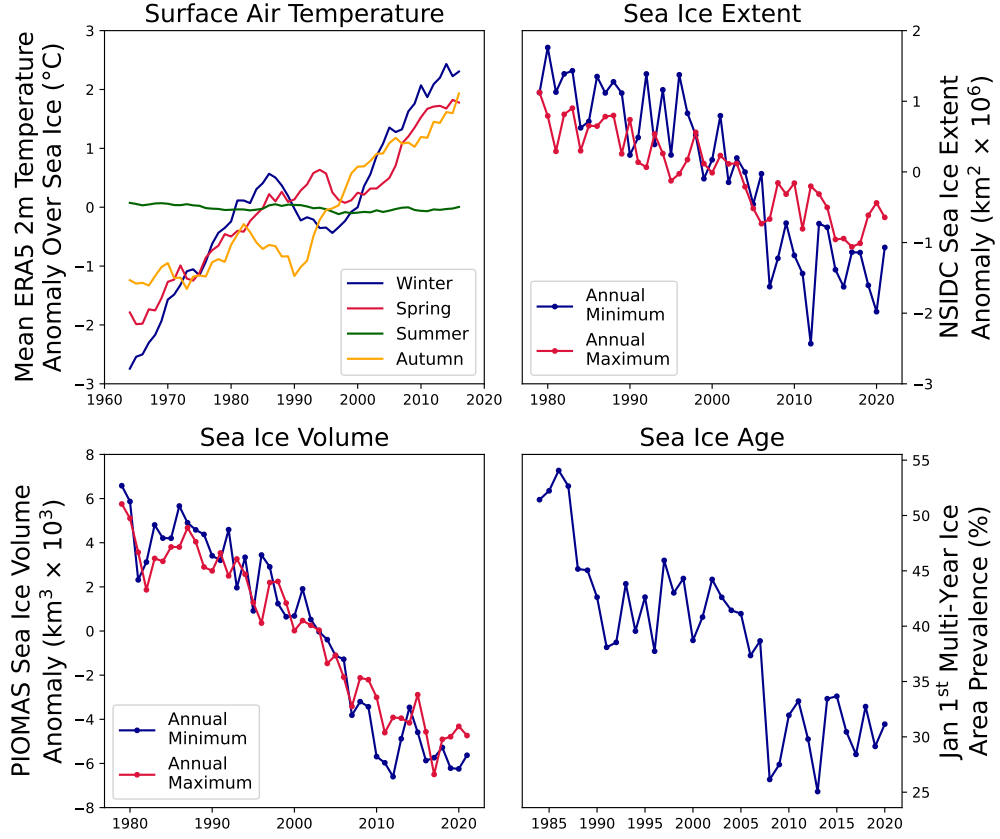 Surface Air Temperature
Mean ERA5 2m Temperature
Anomaly Over Sea Ice (°C)
3
2
1
0
−1
−2
−3
1960
1970
1980
1990
2000
2010
2020
Winter
Spring
Summer
Autumn
Sea Ice Extent
2
1
0
−1
−2
−3
NSIDC Sea Ice Extent
Anomaly (km² × 10⁶)
1980
1990
2000
2010
2020
Annual
Minimum
Annual
Maximum
Sea Ice Volume
PIOMAS Sea Ice Volume
Anomaly (km³ × 10³)
8
6
4
2
0
−2
−4
−6
−8
1980
1990
2000
2010
2020
Annual
Minimum
Annual
Maximum
Sea Ice Age
55
50
45
40
35
30
25
Jan 1ˢᵗ Multi-Year Ice
Area Prevalence (%)
1985
1990
1995
2000
2005
2010
2015
2020